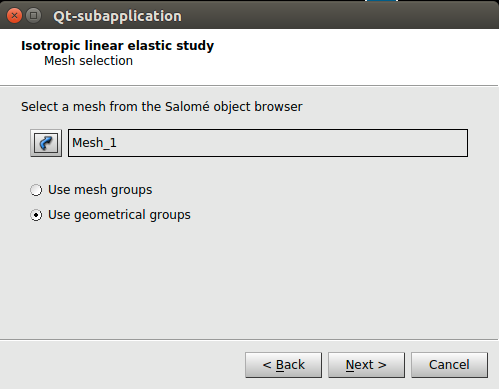 Qt-subapplication
Isotropic linear elastic study
Mesh selection
Select a mesh from the Salomé object browser
Mesh_1
Use mesh groups
Use geometrical groups
< Back Next > Cancel